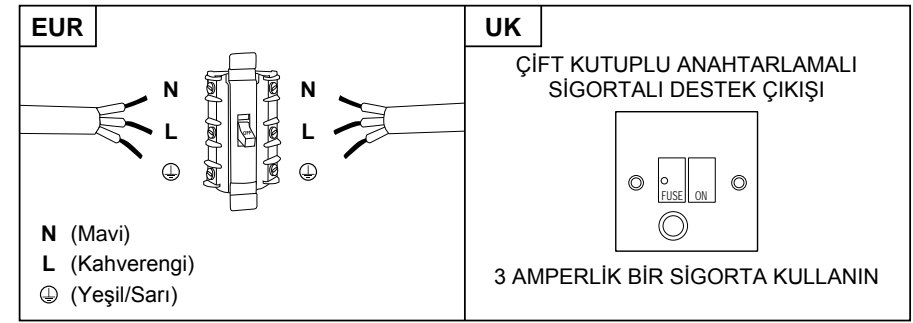 EUR
N
N
L
L
OFF
N (Mavi)
L (Kahverengi)
(Yeşil/Sarı)
UK
ÇİFT KUTUPLU ANAHTARLAMALI
SİGORTALI DESTEK ÇIKIŞI
FUSE ON
3 AMPERLİK BİR SİGORTA KULLANIN